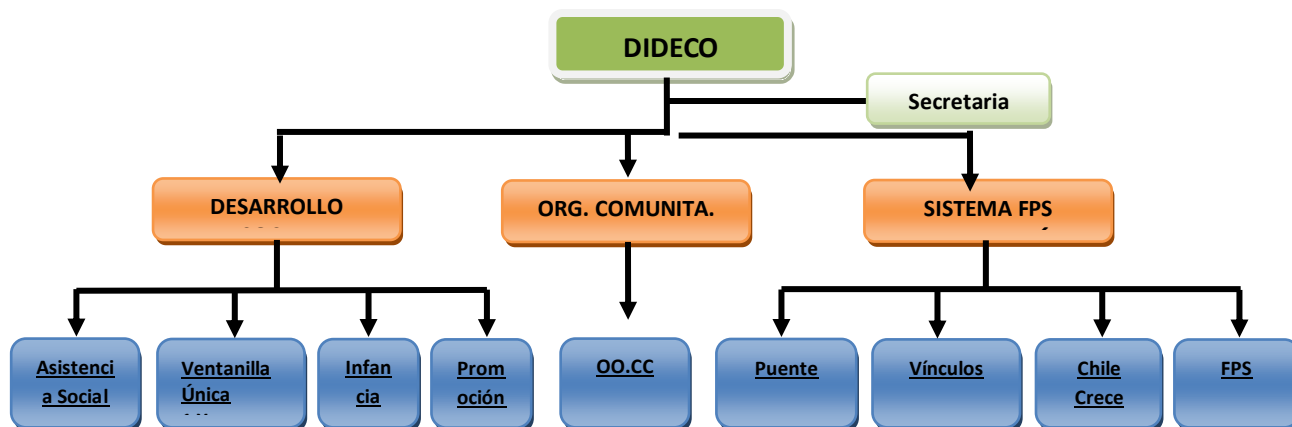 DIDECO
Secretaria
DESARROLLO
ORG. COMUNITA.
SISTEMA FPS
Asistenci
a Social
Ventanilla
Única
Infan
cia
Prom
oción
OO.CC
Puente
Vínculos
Chile
Crece
FPS